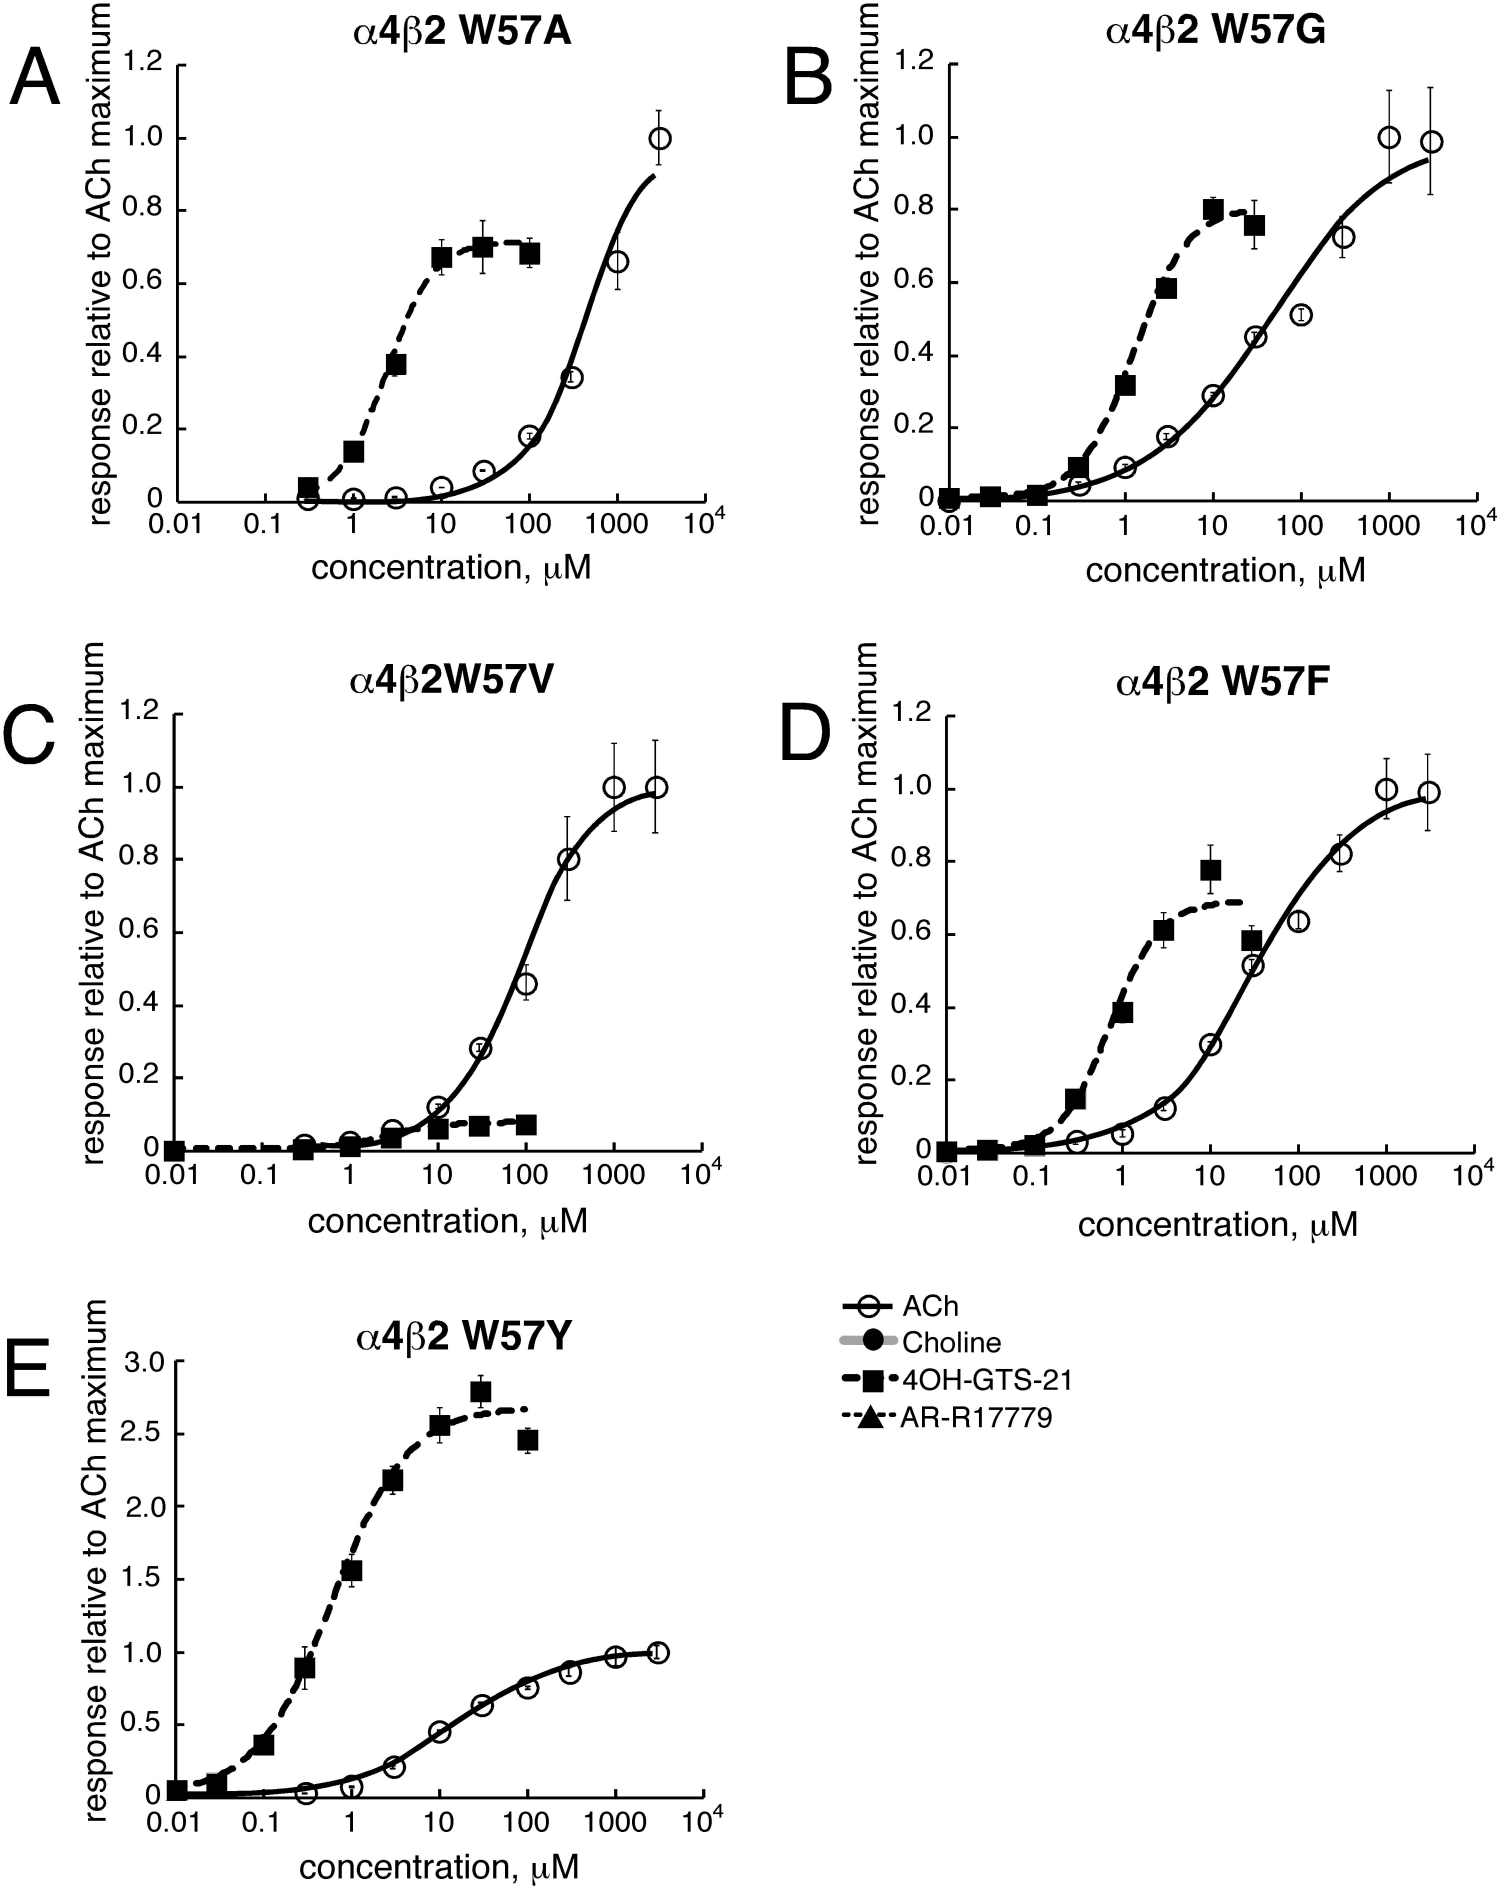 A
α4β2 W57A
response relative to ACh maximum
1.2
1.0
0.8
0.6
0.4
0.2
0
0.01 0.1 1 10 100 1000 10⁴
concentration, μM
B
α4β2 W57G
response relative to ACh maximum
1.2
1.0
0.8
0.6
0.4
0.2
0
0.01 0.1 1 10 100 1000 10⁴
concentration, μM
C
α4β2W57V
response relative to ACh maximum
1.2
1.0
0.8
0.6
0.4
0.2
0
0.01 0.1 1 10 100 1000 10⁴
concentration, μM
D
α4β2 W57F
response relative to ACh maximum
1.2
1.0
0.8
0.6
0.4
0.2
0
0.01 0.1 1 10 100 1000 10⁴
concentration, μM
E
α4β2 W57Y
response relative to ACh maximum
3.0
2.5
2.0
1.5
1.0
0.5
0
0.01 0.1 1 10 100 1000 10⁴
concentration, μM
ACh
Choline
4OH-GTS-21
AR-R17779